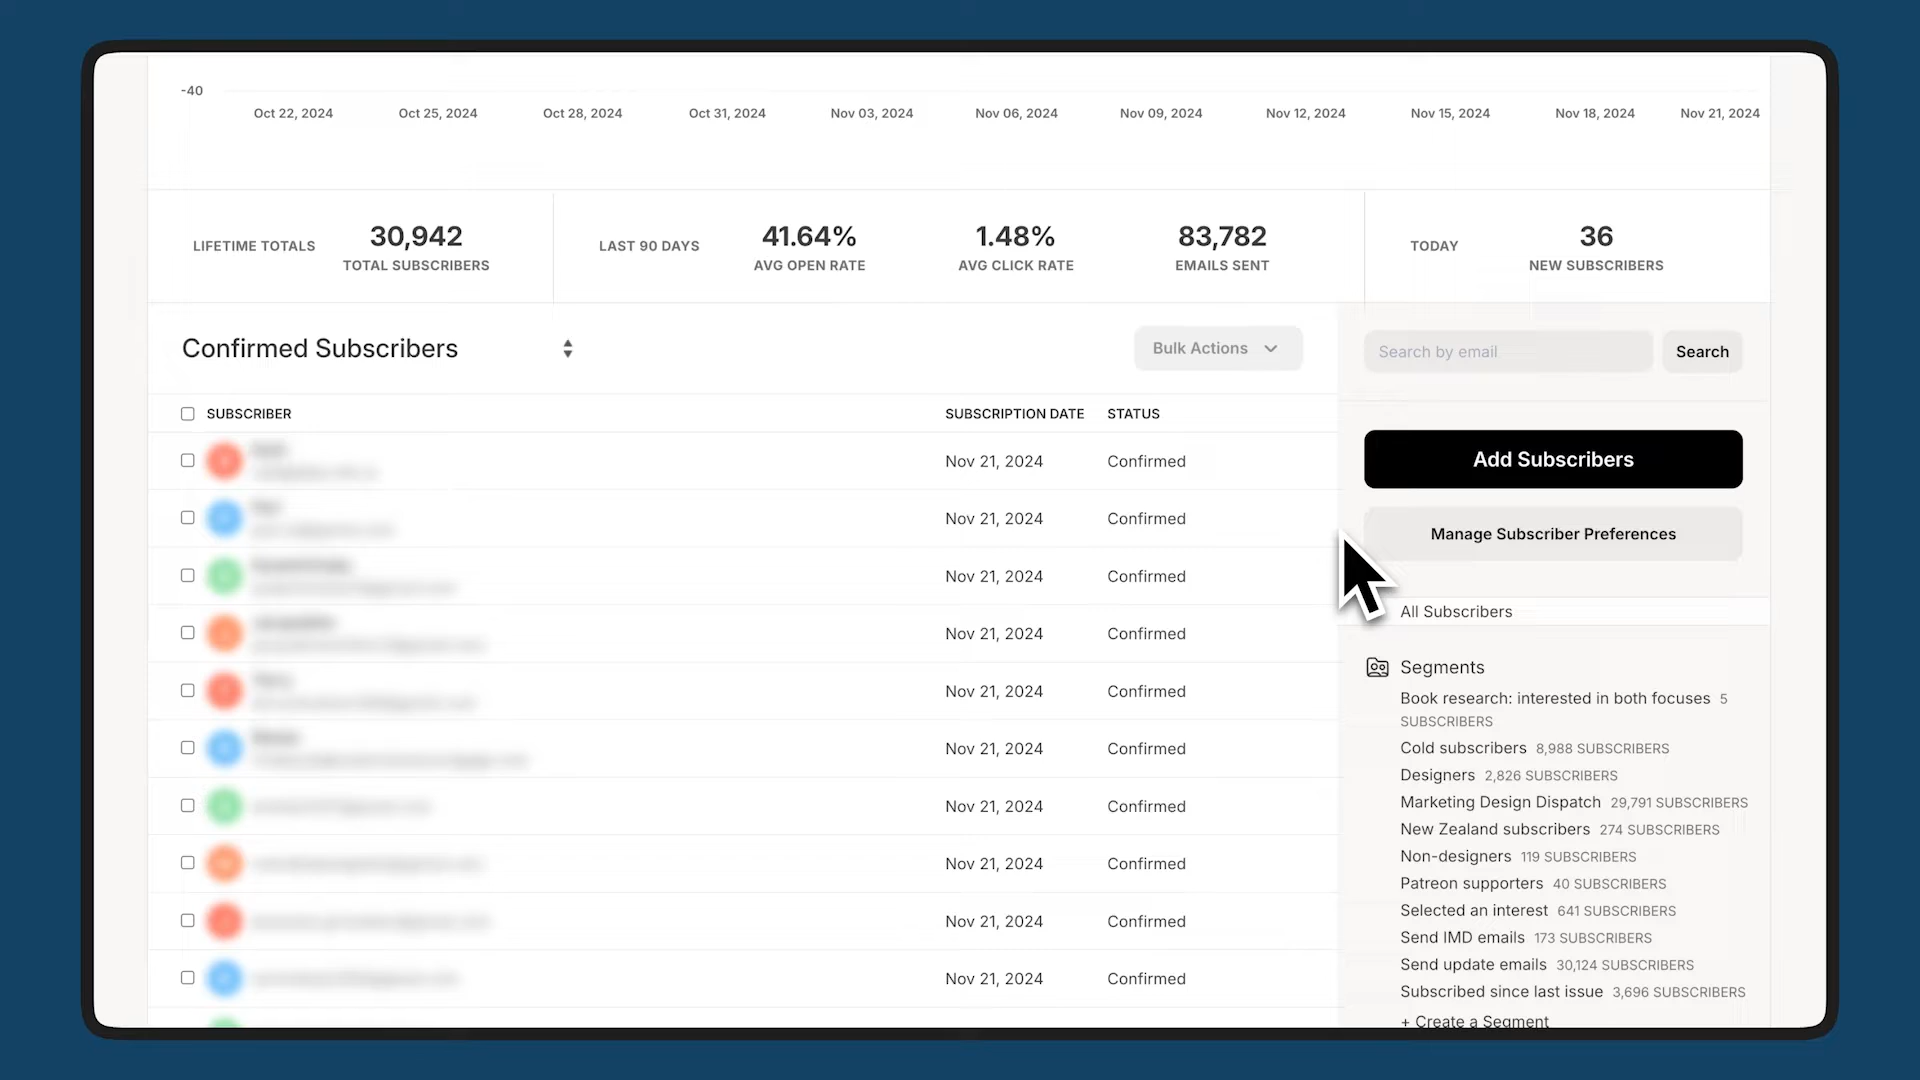 -40
Oct 22, 2024 Oct 25, 2024 Oct 28, 2024 Oct 31, 2024 Nov 03, 2024 Nov 06, 2024 Nov 09, 2024 Nov 12, 2024 Nov 15, 2024 Nov 18, 2024 Nov 21, 2024
LIFETIME TOTALS
30,942
TOTAL SUBSCRIBERS
LAST 90 DAYS
41.64%
AVG OPEN RATE
1.48%
AVG CLICK RATE
83,782
EMAILS SENT
TODAY
36
NEW SUBSCRIBERS
Confirmed Subscribers
Bulk Actions
SUBSCRIBER SUBSCRIPTION DATE STATUS
Nov 21, 2024 Confirmed
Nov 21, 2024 Confirmed
Nov 21, 2024 Confirmed
Nov 21, 2024 Confirmed
Nov 21, 2024 Confirmed
Nov 21, 2024 Confirmed
Nov 21, 2024 Confirmed
Nov 21, 2024 Confirmed
Nov 21, 2024 Confirmed
Nov 21, 2024 Confirmed
Search by email
Search
Add Subscribers
Manage Subscriber Preferences
All Subscribers
Segments
Book research: interested in both focuses 5
SUBSCRIBERS
Cold subscribers 8,988 SUBSCRIBERS
Designers 2,826 SUBSCRIBERS
Marketing Design Dispatch 29,791 SUBSCRIBERS
New Zealand subscribers 274 SUBSCRIBERS
Non-designers 119 SUBSCRIBERS
Patreon supporters 40 SUBSCRIBERS
Selected an interest 641 SUBSCRIBERS
Send IMD emails 173 SUBSCRIBERS
Send update emails 30,124 SUBSCRIBERS
Subscribed since last issue 3,696 SUBSCRIBERS
+ Create a Segment